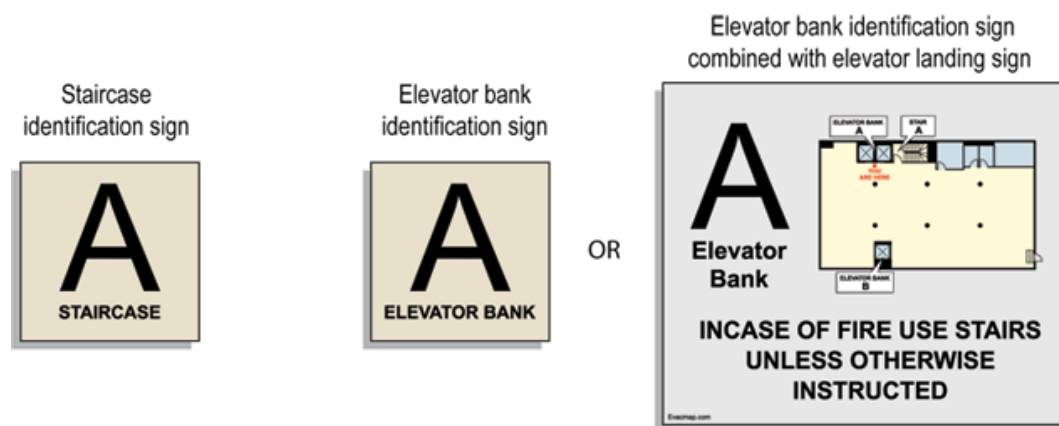 Staircase
identification sign
A
STAIRCASE
Elevator bank
identification sign
A
ELEVATOR BANK
OR
Elevator bank identification sign
combined with elevator landing sign
A
Elevator
Bank
ELEVATOR BANK
A
STAIR
A
YOU
ARE HERE
ELEVATOR BANK
B
INCASE OF FIRE USE STAIRS
UNLESS OTHERWISE
INSTRUCTED
Evacmap.com